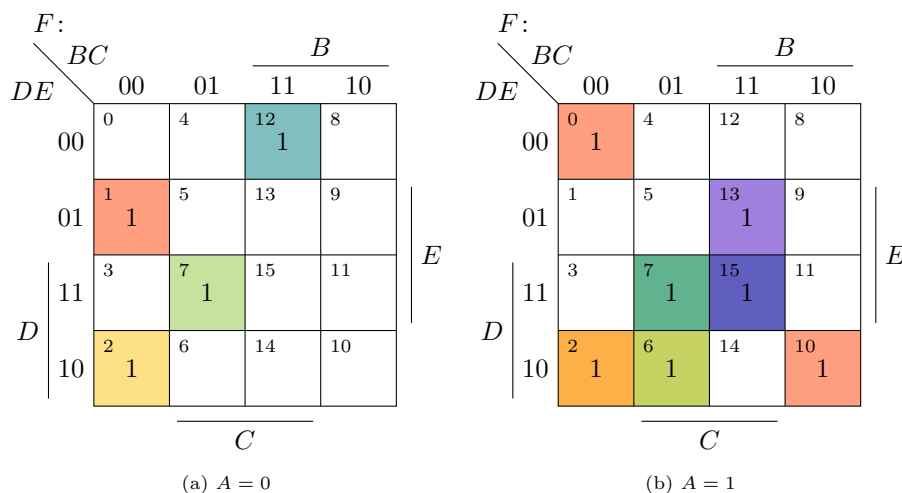 F: F:
BC B BC B
DE 00 01 11 10 DE 00 01 11 10
00 0 4 12 1 8 00 0 1 4 12 8
01 1 1 5 13 9 01 1 5 13 1 9
E E
11 3 7 1 15 11 11 3 7 1 15 1 11
D D
10 2 1 6 14 10 10 2 1 6 1 14 10 1
C C
(a) A = 0 (b) A = 1